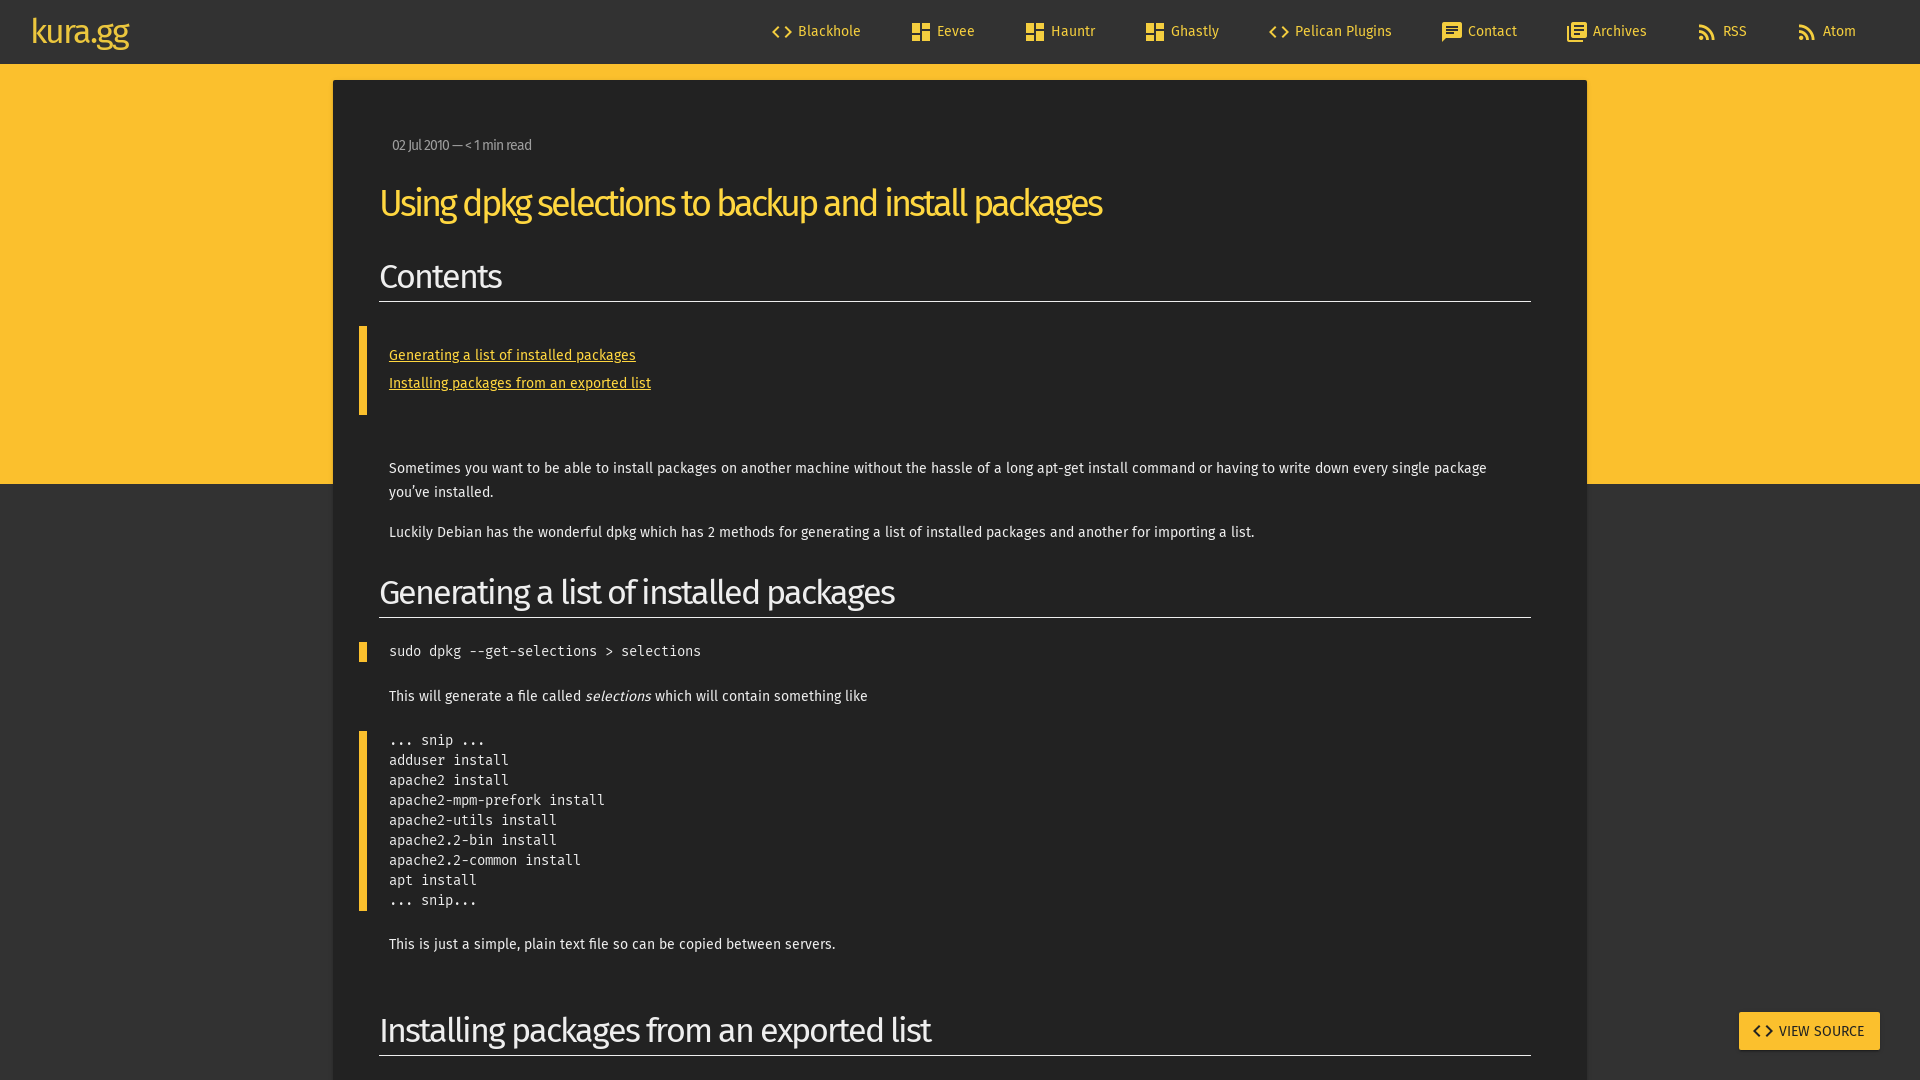 kura.gg
Blackhole
Eevee
Hauntr
Ghastly
Pelican Plugins
Contact
Archives
RSS
Atom
02 Jul 2010 — < 1 min read
Using dpkg selections to backup and install packages
Contents
Generating a list of installed packages
Installing packages from an exported list
Sometimes you want to be able to install packages on another machine without the hassle of a long apt-get install command or having to write down every single package
you’ve installed.
Luckily Debian has the wonderful dpkg which has 2 methods for generating a list of installed packages and another for importing a list.
Generating a list of installed packages
sudo dpkg --get-selections > selections
This will generate a file called selections which will contain something like
... snip ...
adduser install
apache2 install
apache2-mpm-prefork install
apache2-utils install
apache2.2-bin install
apache2.2-common install
apt install
... snip...
This is just a simple, plain text file so can be copied between servers.
Installing packages from an exported list
VIEW SOURCE